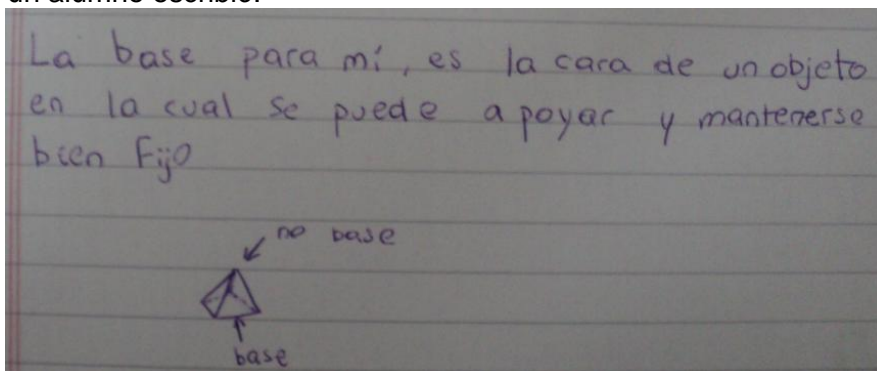 un alumno escribió:
La base para mí, es la cara de un objeto
en la cual se puede apoyar y mantenerse
bien Fijo
no base
base